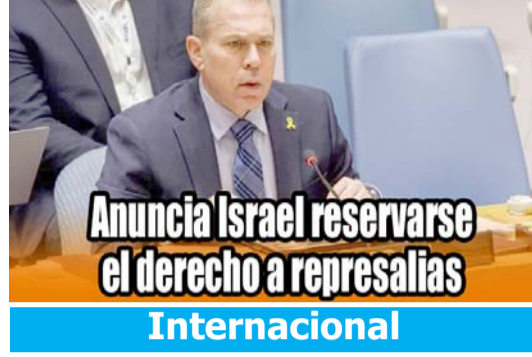 Anuncia Israel reservarse
el derecho a represalias
Internacional